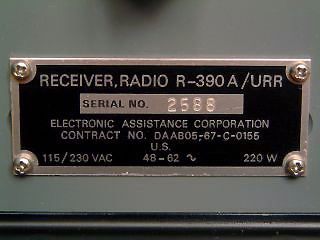 RECEIVER, RADIO R-390A/URR
SERIAL NO. 2588
ELECTRONIC ASSISTANCE CORPORATION
CONTRACT NO. DAAB05-67-C-0155
U.S.
115/230 VAC 48-62 ~ 220 W